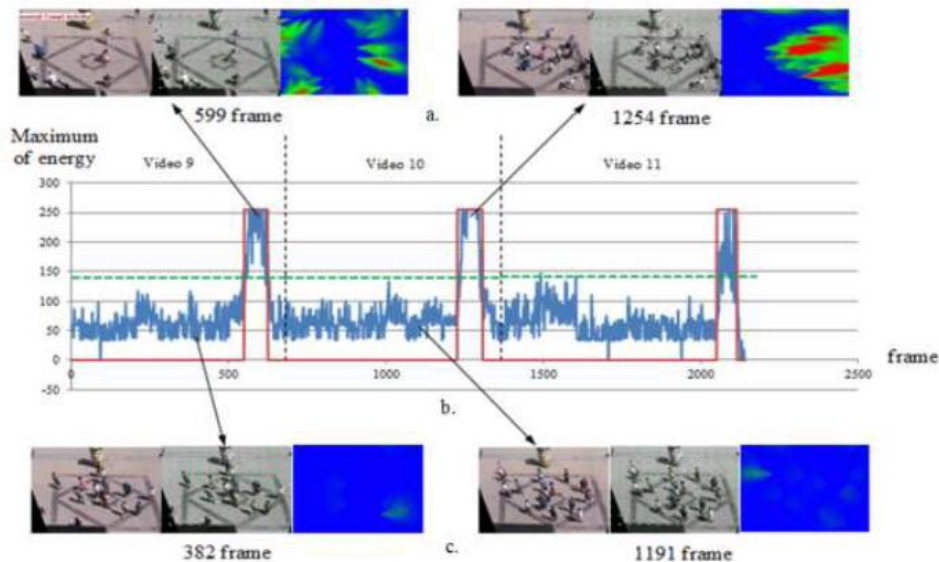 599 frame
a.
1254 frame
Maximum
of energy
Video 9
Video 10
Video 11
300
250
200
150
100
50
0
-50
0
500
1000
1500
2000
2500
frame
b.
382 frame
c.
1191 frame